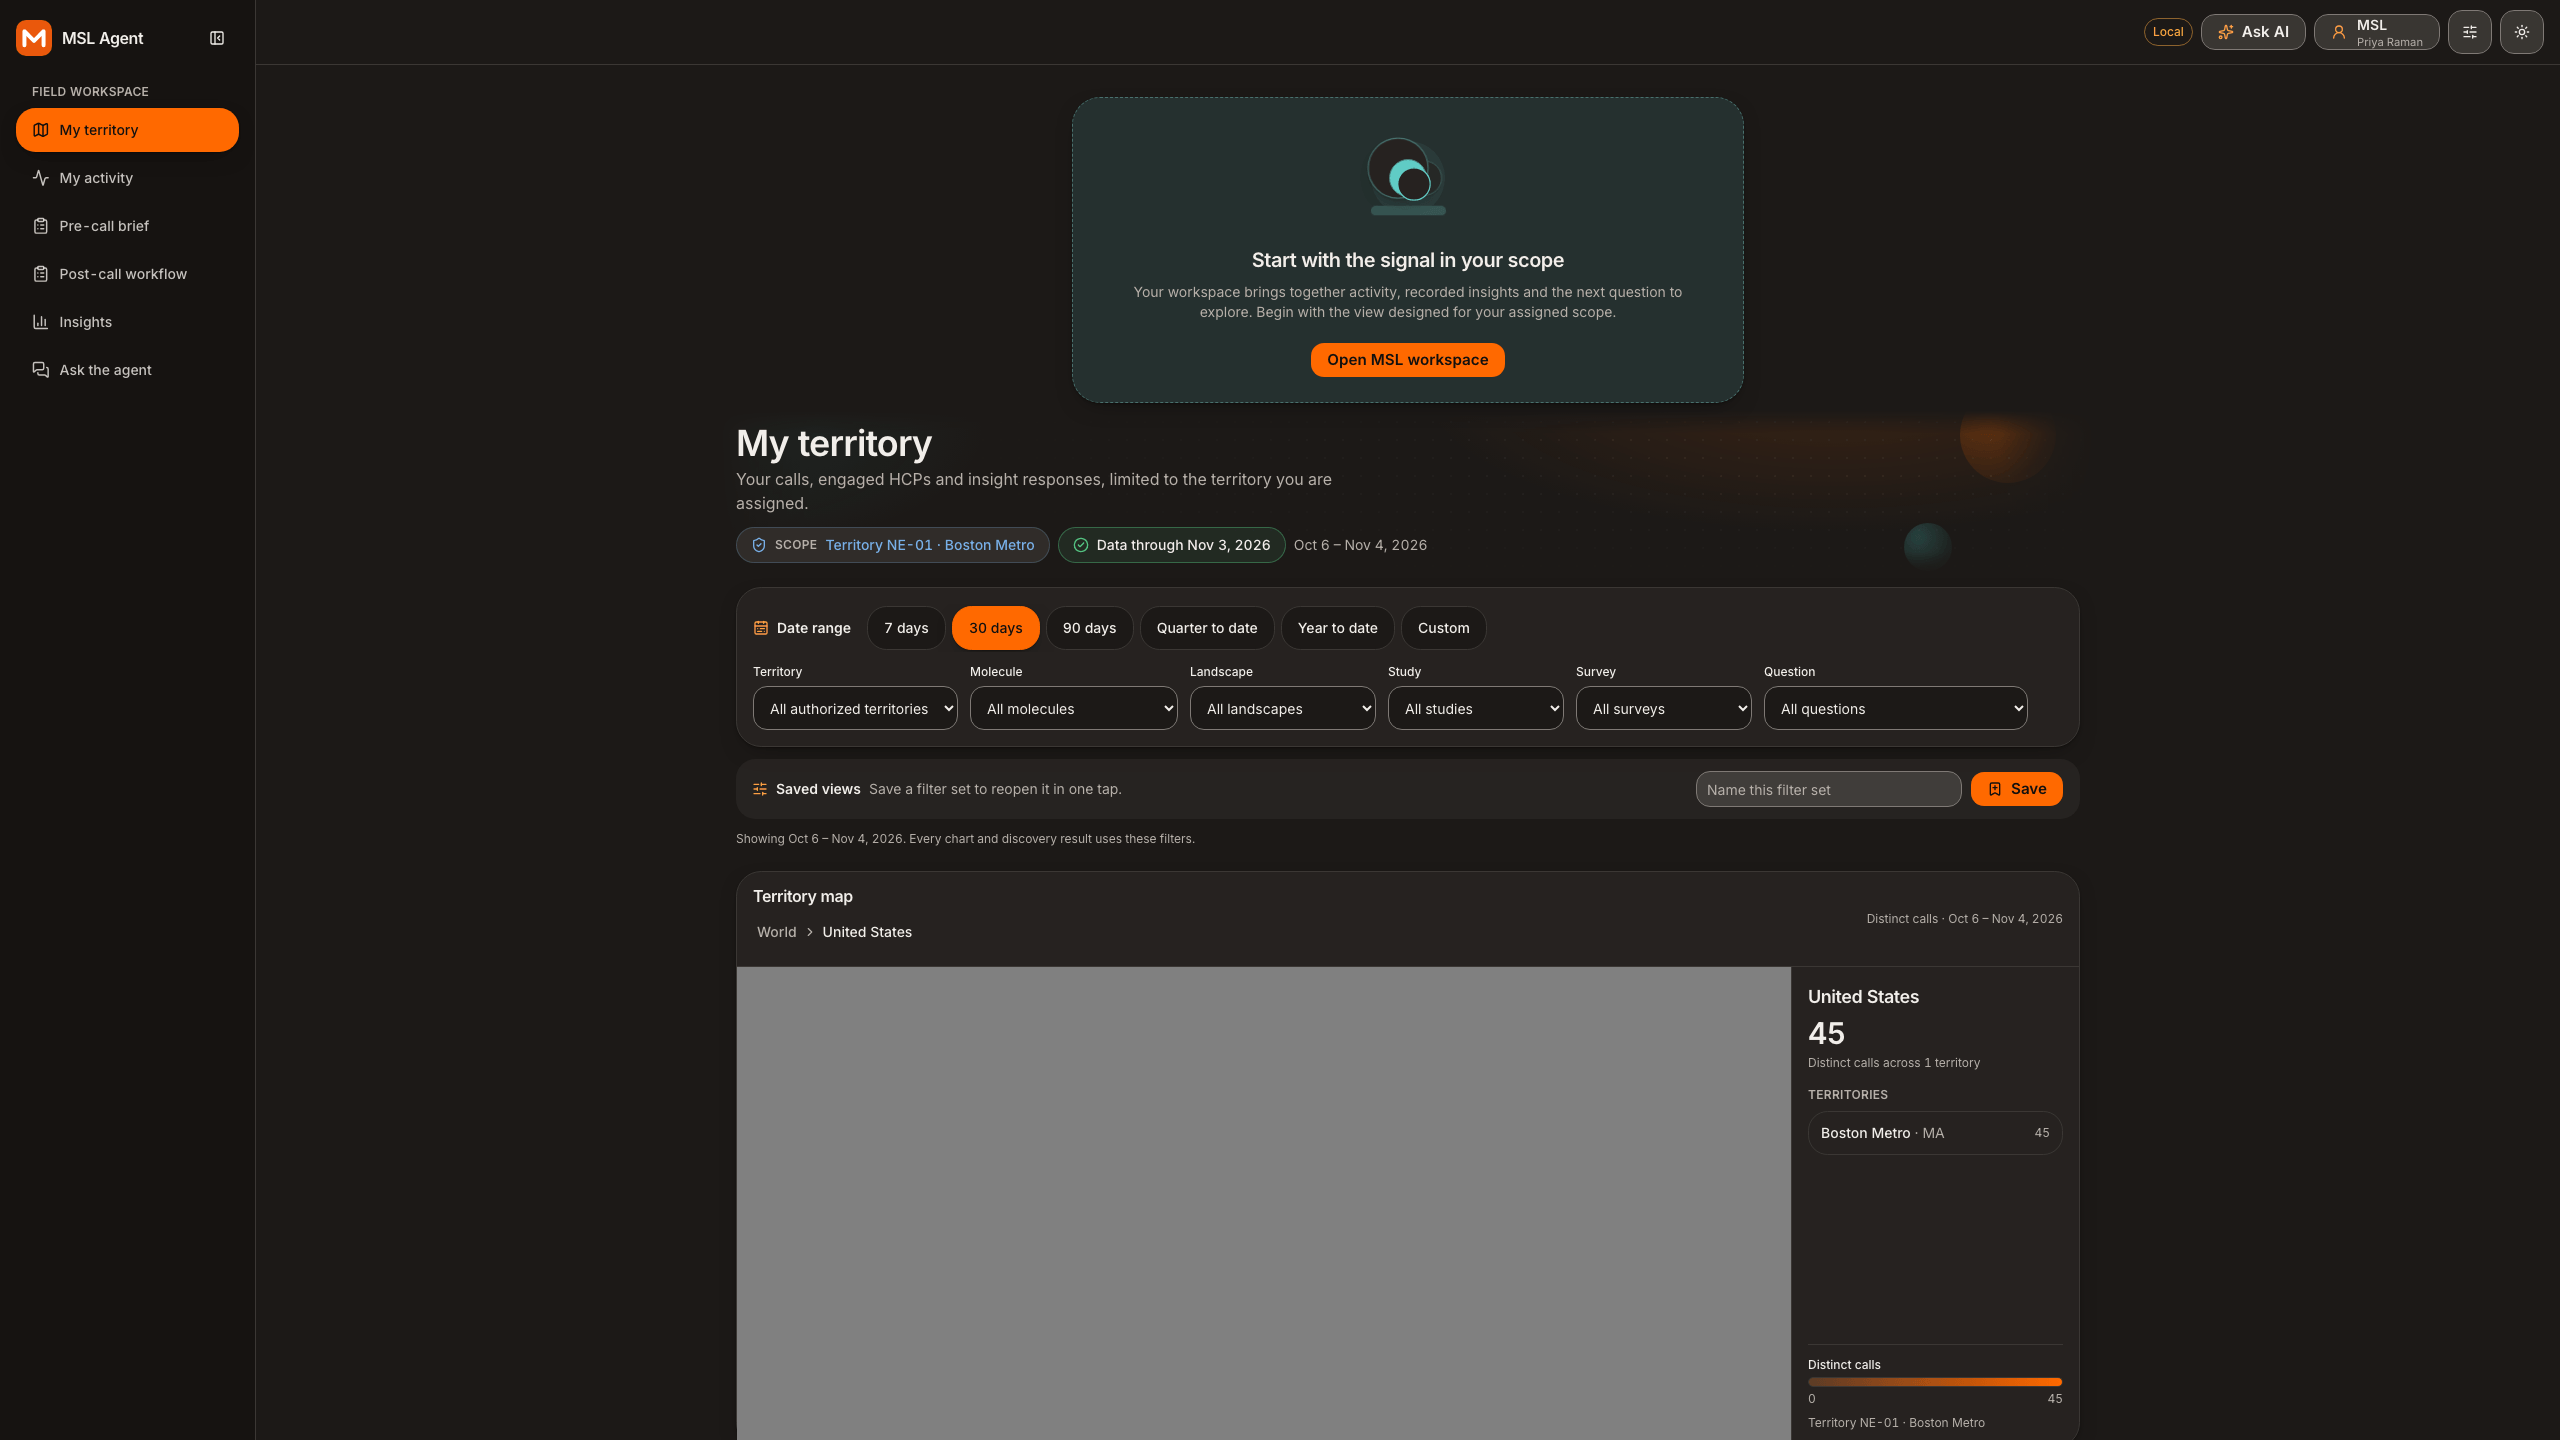 MSL Agent
FIELD WORKSPACE
My territory
My activity
Pre-call brief
Post-call workflow
Insights
Ask the agent
Local
Ask AI
MSL
Priya Raman
Start with the signal in your scope
Your workspace brings together activity, recorded insights and the next question to
explore. Begin with the view designed for your assigned scope.
Open MSL workspace
My territory
Your calls, engaged HCPs and insight responses, limited to the territory you are
assigned.
SCOPE Territory NE-01 · Boston Metro
Data through Nov 3, 2026
Oct 6 – Nov 4, 2026
Date range
7 days
30 days
90 days
Quarter to date
Year to date
Custom
Territory
Molecule
Landscape
Study
Survey
Question
All authorized territories
All molecules
All landscapes
All studies
All surveys
All questions
Saved views Save a filter set to reopen it in one tap.
Name this filter set
Save
Showing Oct 6 – Nov 4, 2026. Every chart and discovery result uses these filters.
Territory map
World > United States
Distinct calls · Oct 6 – Nov 4, 2026
United States
45
Distinct calls across 1 territory
TERRITORIES
Boston Metro · MA 45
Distinct calls
0 45
Territory NE-01 · Boston Metro